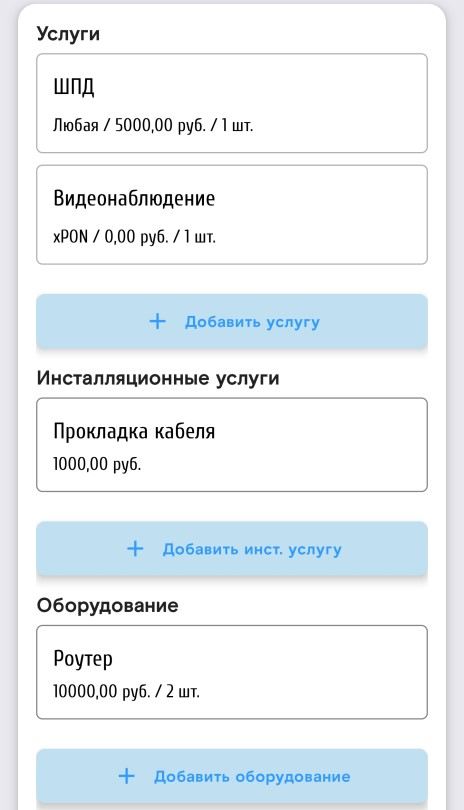 Услуги
ШПД
Любая / 5000,00 руб. / 1 шт.
Видеонаблюдение
xPON / 0,00 руб. / 1 шт.
+ Добавить услугу
Инсталляционные услуги
Прокладка кабеля
1000,00 руб.
+ Добавить инст. услугу
Оборудование
Роутер
10000,00 руб. / 2 шт.
+ Добавить оборудование